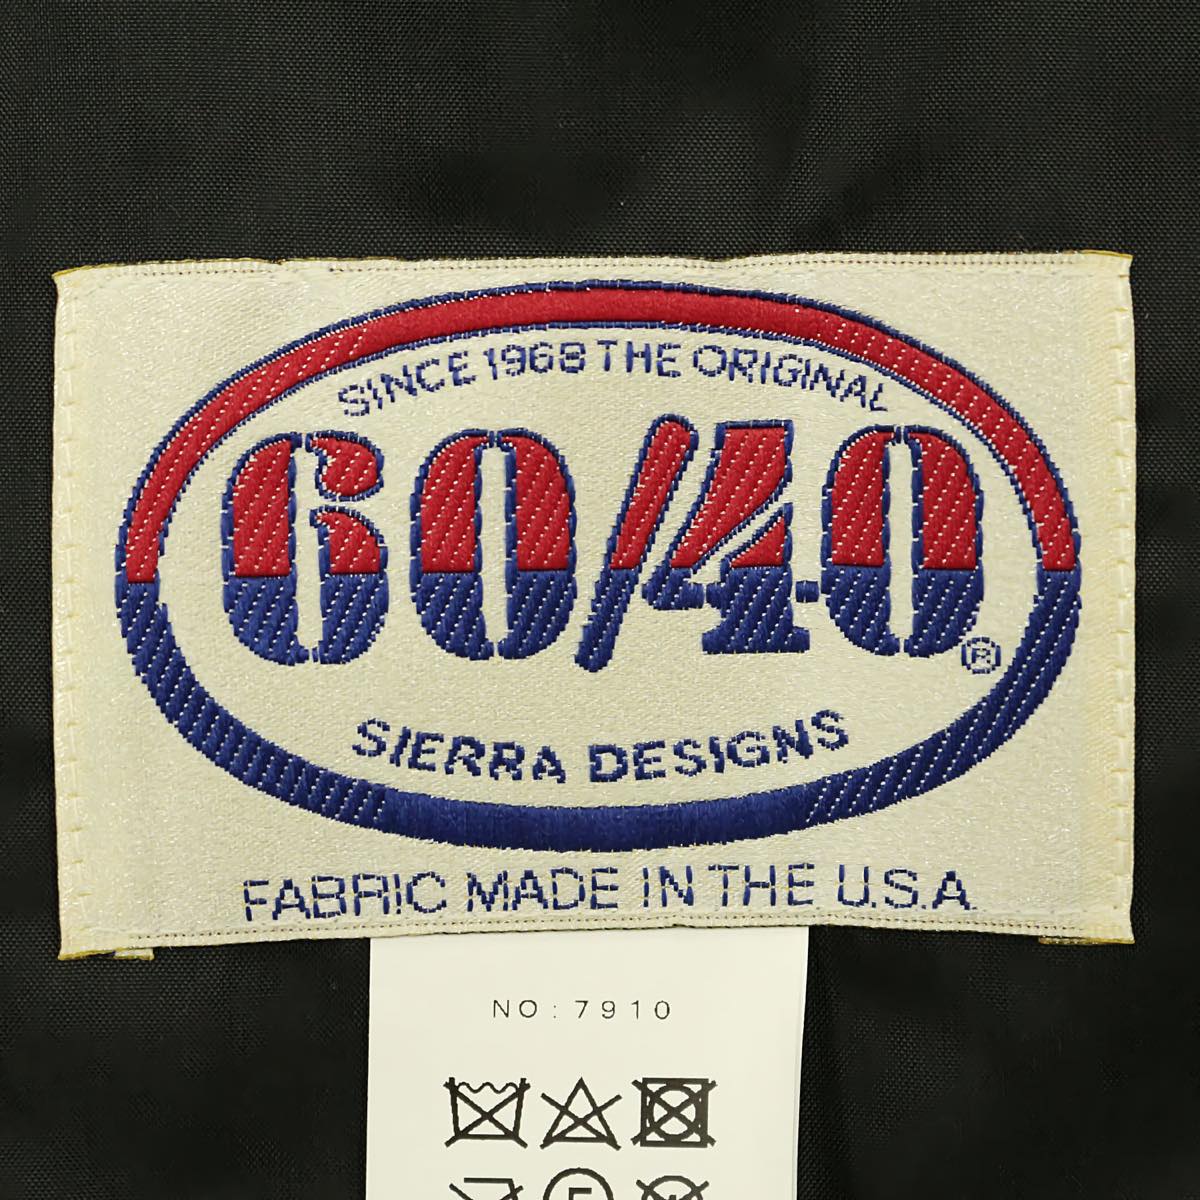 SINCE 1968 THE ORIGINAL
60/40®
SIERRA DESIGNS
FABRIC MADE IN THE U.S.A.
NO: 7910